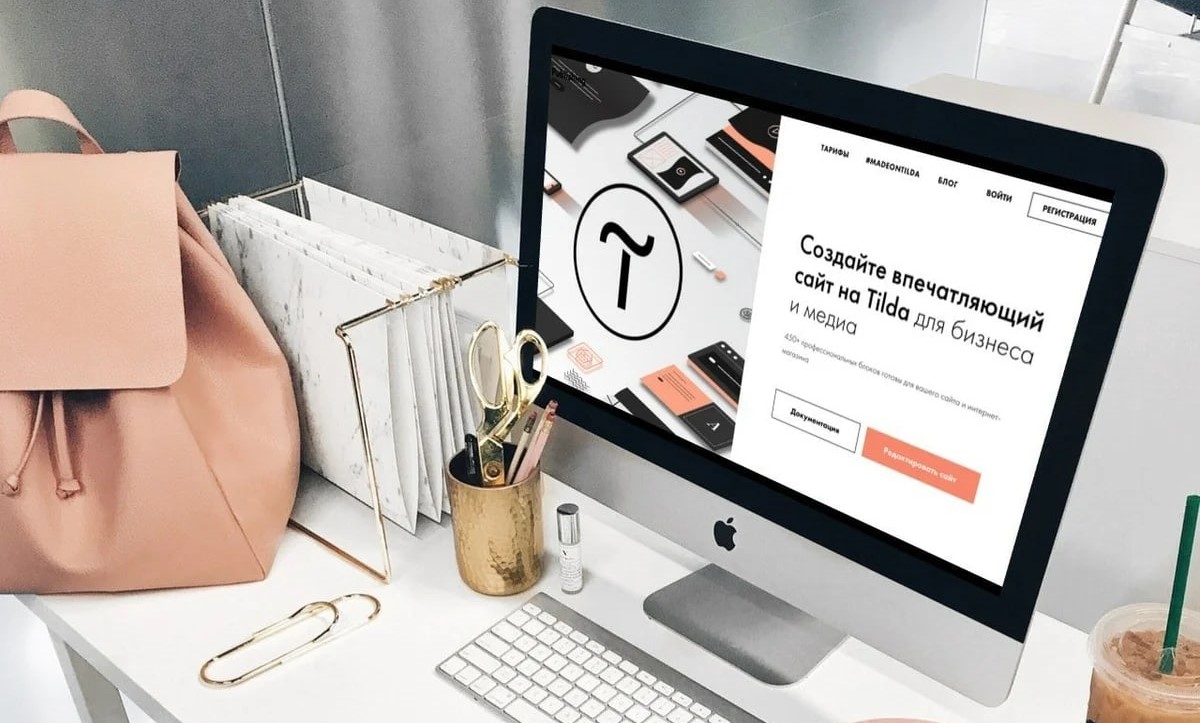 ТАРИФЫ
#MADEONTILDA
БЛОГ
ВОЙТИ
РЕГИСТРАЦИЯ
Создайте впечатляющий
сайт на Tilda для бизнеса
и медиа
450+ профессиональных блоков готовы для вашего сайта и интернет-
магазина
Документация
Редактировать сайт